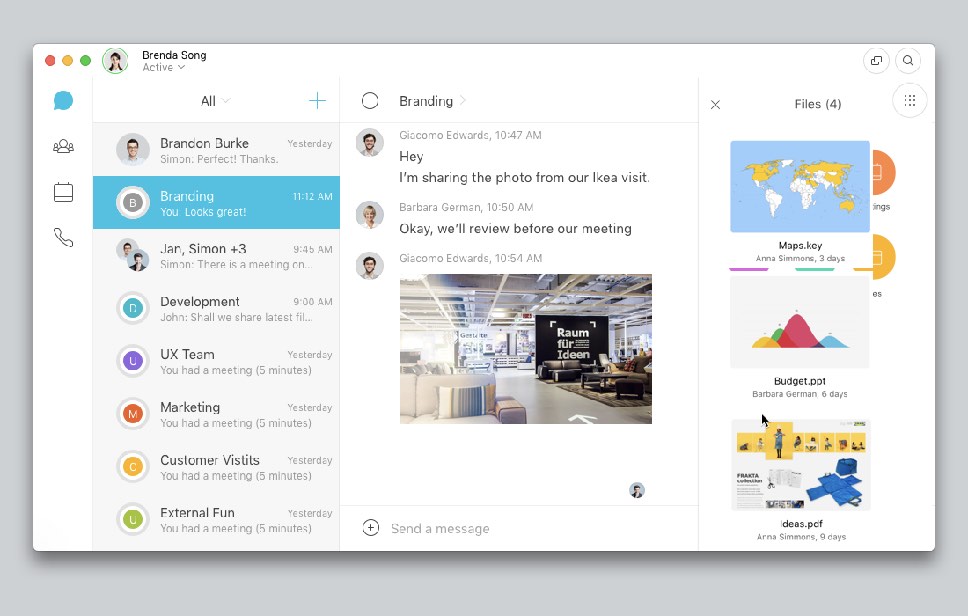 Brenda Song
Active
All
Brandon Burke
Yesterday
Simon: Perfect! Thanks.
B
Branding
11:12 AM
You: Looks great!
Jan, Simon +3
9:45 AM
Simon: There is a meeting on...
D
Development
9:00 AM
John: Shall we share latest fil...
U
UX Team
Yesterday
You had a meeting (5 minutes)
M
Marketing
Yesterday
You had a meeting (5 minutes)
C
Customer Vistits
Yesterday
You had a meeting (5 minutes)
U
External Fun
Yesterday
You had a meeting (5 minutes)
Branding
Giacomo Edwards, 10:47 AM
Hey
I'm sharing the photo from our Ikea visit.
Barbara German, 10:50 AM
Okay, we'll review before our meeting
Giacomo Edwards, 10:54 AM
Raum
für
Ideen
Send a message
Files (4)
Maps.key
Anna Simmons, 3 days
tings
es
Budget.ppt
Barbara German, 6 days
FRAKTA
collection
Ideas.pdf
Anna Simmons, 9 days